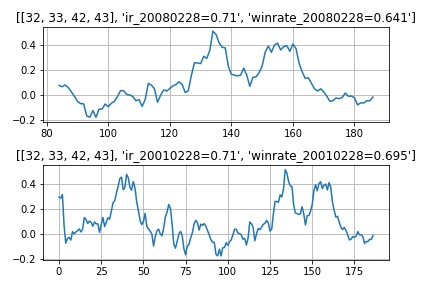 [[32, 33, 42, 43], 'ir_20080228=0.71', 'winrate_20080228=0.641']
0.4
0.2
0.0
−0.2
80 100 120 140 160 180
[[32, 33, 42, 43], 'ir_20010228=0.71', 'winrate_20010228=0.695']
0.4
0.2
0.0
−0.2
0 25 50 75 100 125 150 175